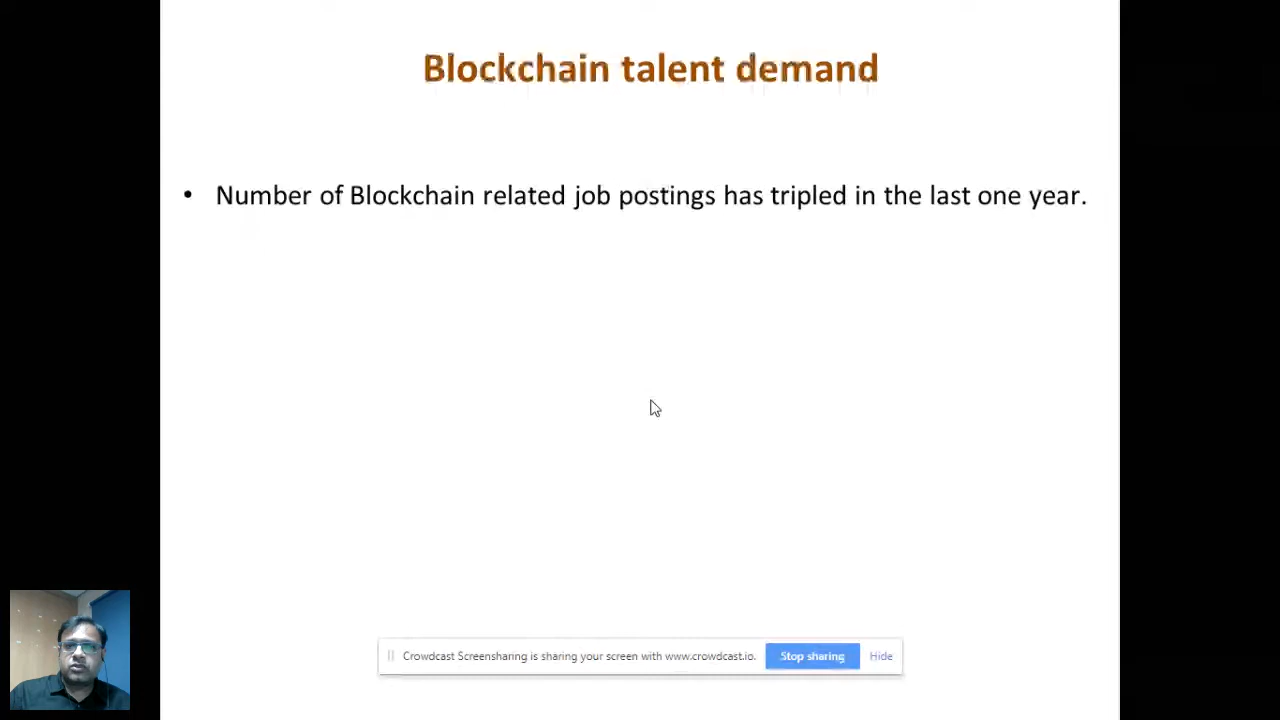 Blockchain talent demand
• Number of Blockchain related job postings has tripled in the last one year.
Crowdcast Screensharing is sharing your screen with www.crowdcast.io. Stop sharing Hide